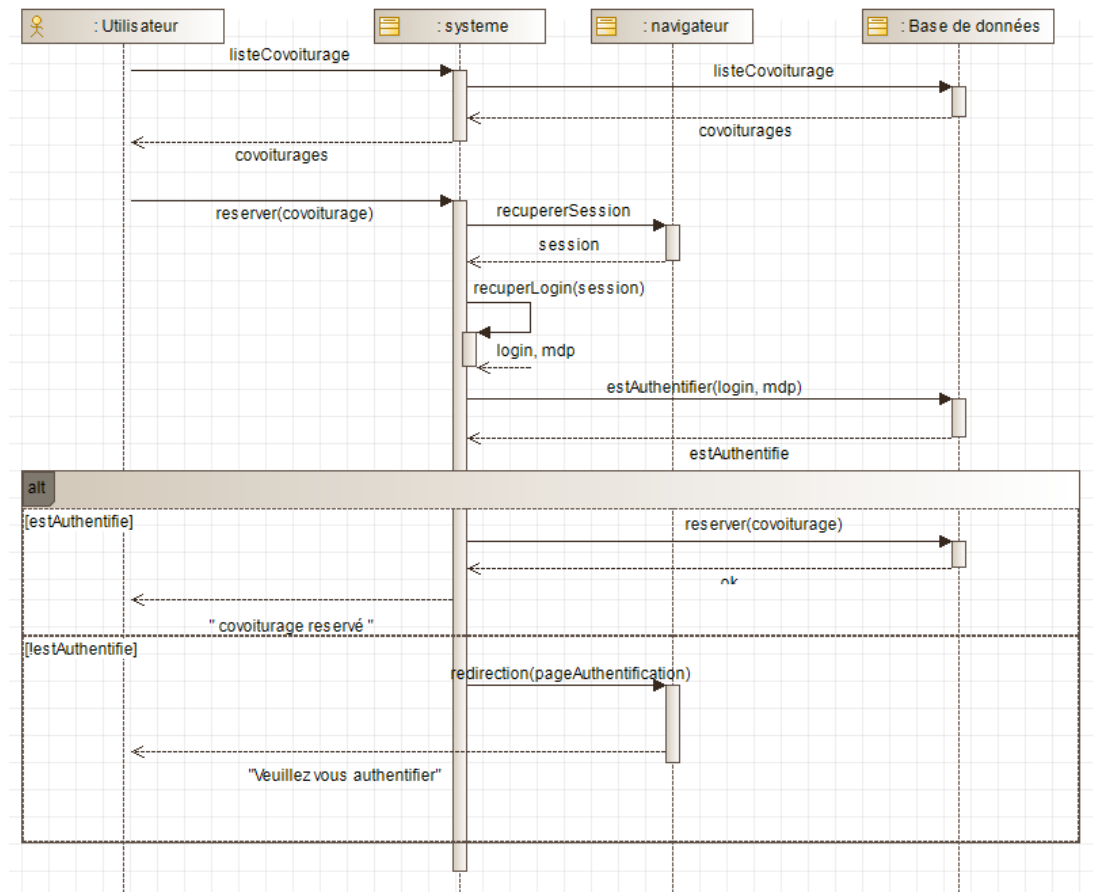 : Utilisateur
: systeme
: navigateur
: Base de données
listeCovoiturage
listeCovoiturage
covoiturages
covoiturages
reserver(covoiturage)
recupererSession
session
recuperLogin(session)
login, mdp
estAuthentifier(login, mdp)
estAuthentifie
alt
[estAuthentifie]
reserver(covoiturage)
ok
" covoiturage reservé "
[!estAuthentifie]
redirection(pageAuthentification)
"Veuillez vous authentifier"